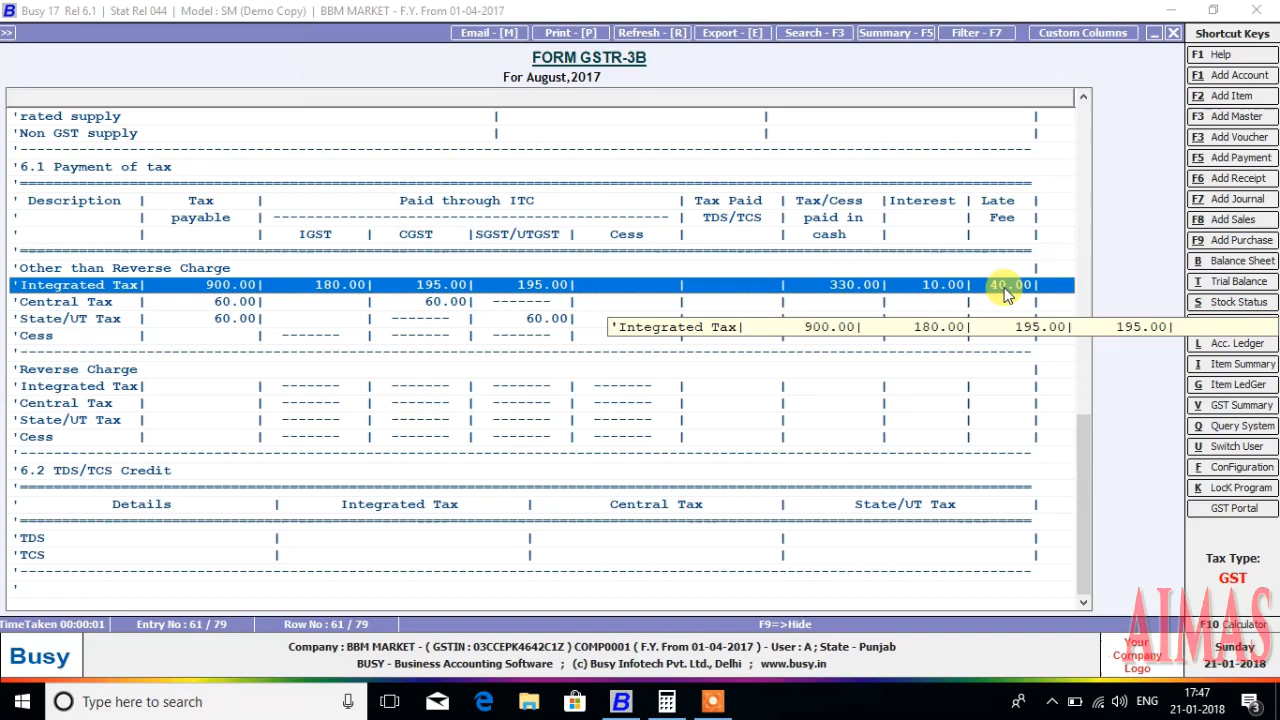 Busy 17 Rel 6.1 | Stat Rel 044 | Model : SM (Demo Copy) | BBM MARKET - F.Y. From 01-04-2017
>> Email - [M] Print - [P] Refresh - [R] Export - [E] Search - F3 Summary - F5 Filter - F7 Custom Columns
FORM GSTR-3B
For August,2017
'rated supply | | |
'Non GST supply | | |
'6.1 Payment of tax
' Description | Tax | Paid through ITC | Tax Paid | Tax/Cess |Interest | Late |
' | payable |----------------------------------------------- | TDS/TCS | paid in | | Fee |
' | | IGST | CGST |SGST/UTGST | Cess | | cash | | |
'Other than Reverse Charge |
'Integrated Tax| 900.00| 180.00| 195.00| 195.00| | | 330.00| 10.00| 40.00|
'Central Tax | 60.00| | 60.00| ------- |
'State/UT Tax | 60.00| | ------- | 60.00|
'Integrated Tax| 900.00| 180.00| 195.00| 195.00|
'Cess | | ------- | ------- | ------- |
'Reverse Charge |
'Integrated Tax| | ------- | ------- | ------- | ------- | | | | |
'Central Tax | | ------- | ------- | ------- | ------- | | | | |
'State/UT Tax | | ------- | ------- | ------- | ------- | | | | |
'Cess | | ------- | ------- | ------- | ------- | | | | |
'6.2 TDS/TCS Credit
' Details | Integrated Tax | Central Tax | State/UT Tax |
'TDS | | | |
'TCS | | | |
'
Shortcut Keys
F1 Help
F1 Add Account
F2 Add Item
F3 Add Master
F3 Add Voucher
F5 Add Payment
F6 Add Receipt
F7 Add Journal
F8 Add Sales
F9 Add Purchase
B Balance Sheet
T Trial Balance
S Stock Status
L Acc. Ledger
I Item Summary
G Item LedGer
V GST Summary
Q Query System
U Switch User
F Configuration
K LocK Program
GST Portal
Tax Type:
GST
F10 Calculator
AIMAS
TimeTaken 00:00:01 Entry No : 61 / 79 Row No : 61 / 79 F9=>Hide
Busy
Company : BBM MARKET - ( GSTIN : 03CCEPK4642C1Z ) COMP0001 ( F.Y. From 01-04-2017 ) ; User : A ; State - Punjab
BUSY - Business Accounting Software ; (c) Busy Infotech Pvt. Ltd., Delhi ; www.busy.in
Your
Company
Logo
Sunday
21-01-2018
Type here to search
ENG
17:47
21-01-2018
3